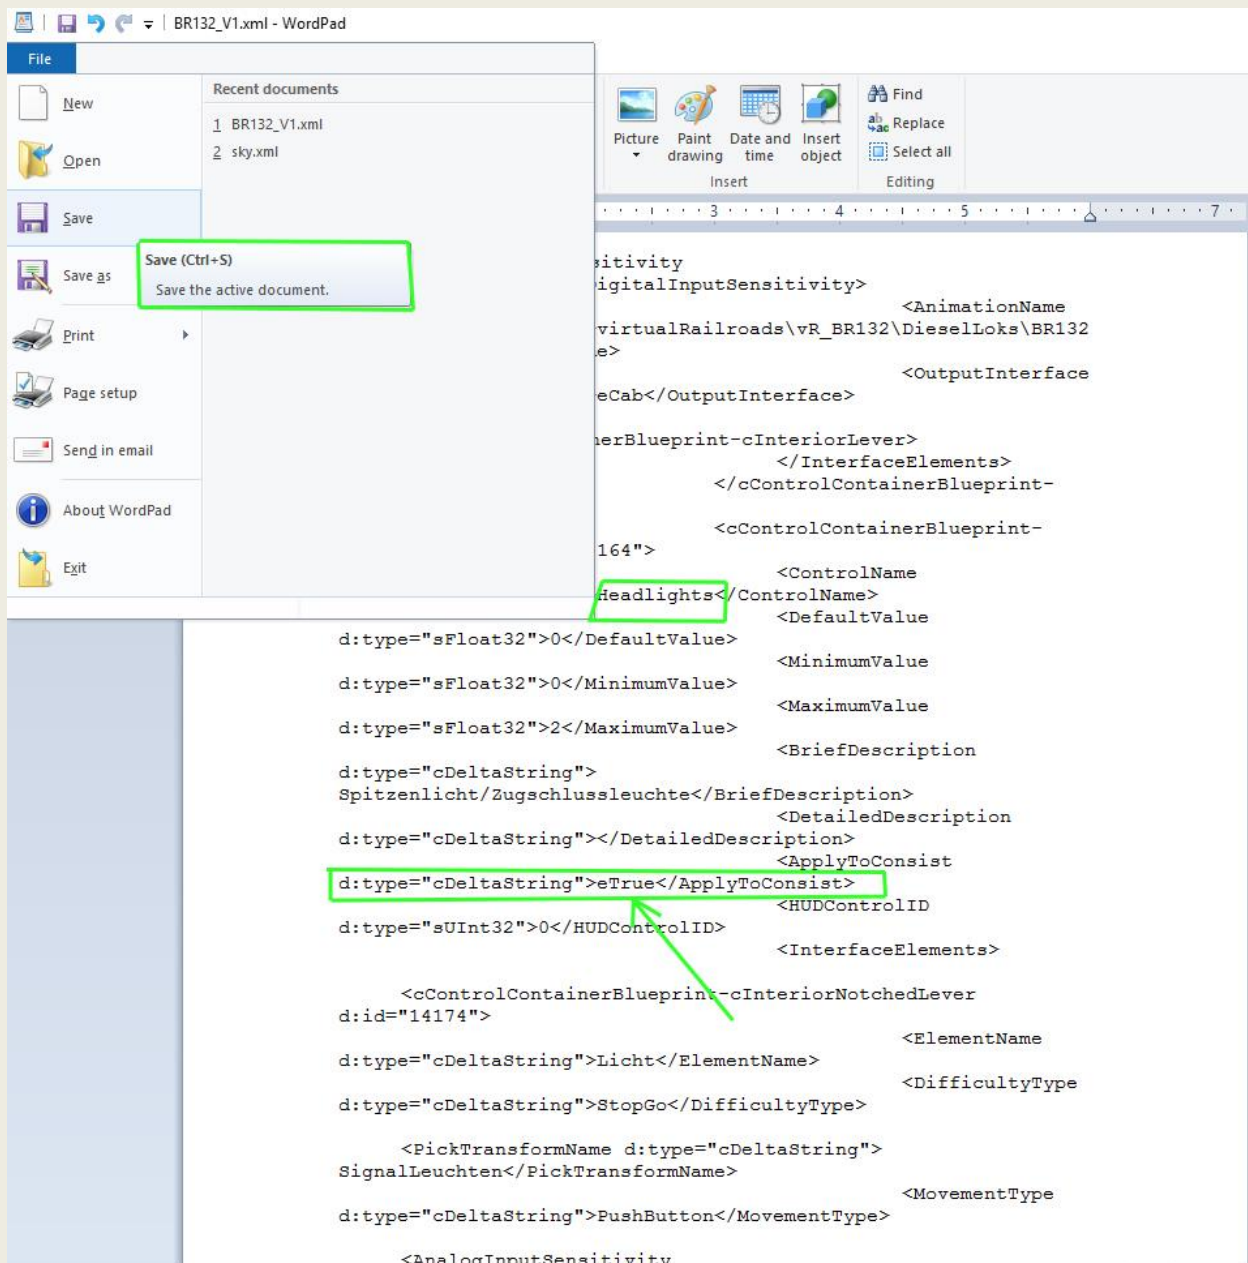 BR132_V1.xml - WordPad
File
New
Open
Save
Save as
Print
Page setup
Send in email
About WordPad
Exit
Recent documents
1 BR132_V1.xml
2 sky.xml
Save (Ctrl+S)
Save the active document.
Picture
Paint drawing
Date and time
Insert object
Insert
Find
Replace
Select all
Editing
3 4 5 7
sitivity
igitalInputSensitivity>
<AnimationName
virtualRailroads\vR_BR132\DieselLoks\BR132
e>
<OutputInterface
eCab</OutputInterface>
nerBlueprint-cInteriorLever>
</InterfaceElements>
</cControlContainerBlueprint-
<cControlContainerBlueprint-
164">
<ControlName
Headlights</ControlName>
<DefaultValue
d:type="sFloat32">0</DefaultValue>
<MinimumValue
d:type="sFloat32">0</MinimumValue>
<MaximumValue
d:type="sFloat32">2</MaximumValue>
<BriefDescription
d:type="cDeltaString">
Spitzenlicht/Zugschlussleuchte</BriefDescription>
<DetailedDescription
d:type="cDeltaString"></DetailedDescription>
<ApplyToConsist
d:type="cDeltaString">eTrue</ApplyToConsist>
<HUDControlID
d:type="sUInt32">0</HUDControlID>
<InterfaceElements>
<cControlContainerBlueprint-cInteriorNotchedLever
d:id="14174">
<ElementName
d:type="cDeltaString">Licht</ElementName>
<DifficultyType
d:type="cDeltaString">StopGo</DifficultyType>
<PickTransformName d:type="cDeltaString">
SignalLeuchten</PickTransformName>
<MovementType
d:type="cDeltaString">PushButton</MovementType>
<AnalogInputSensitivity